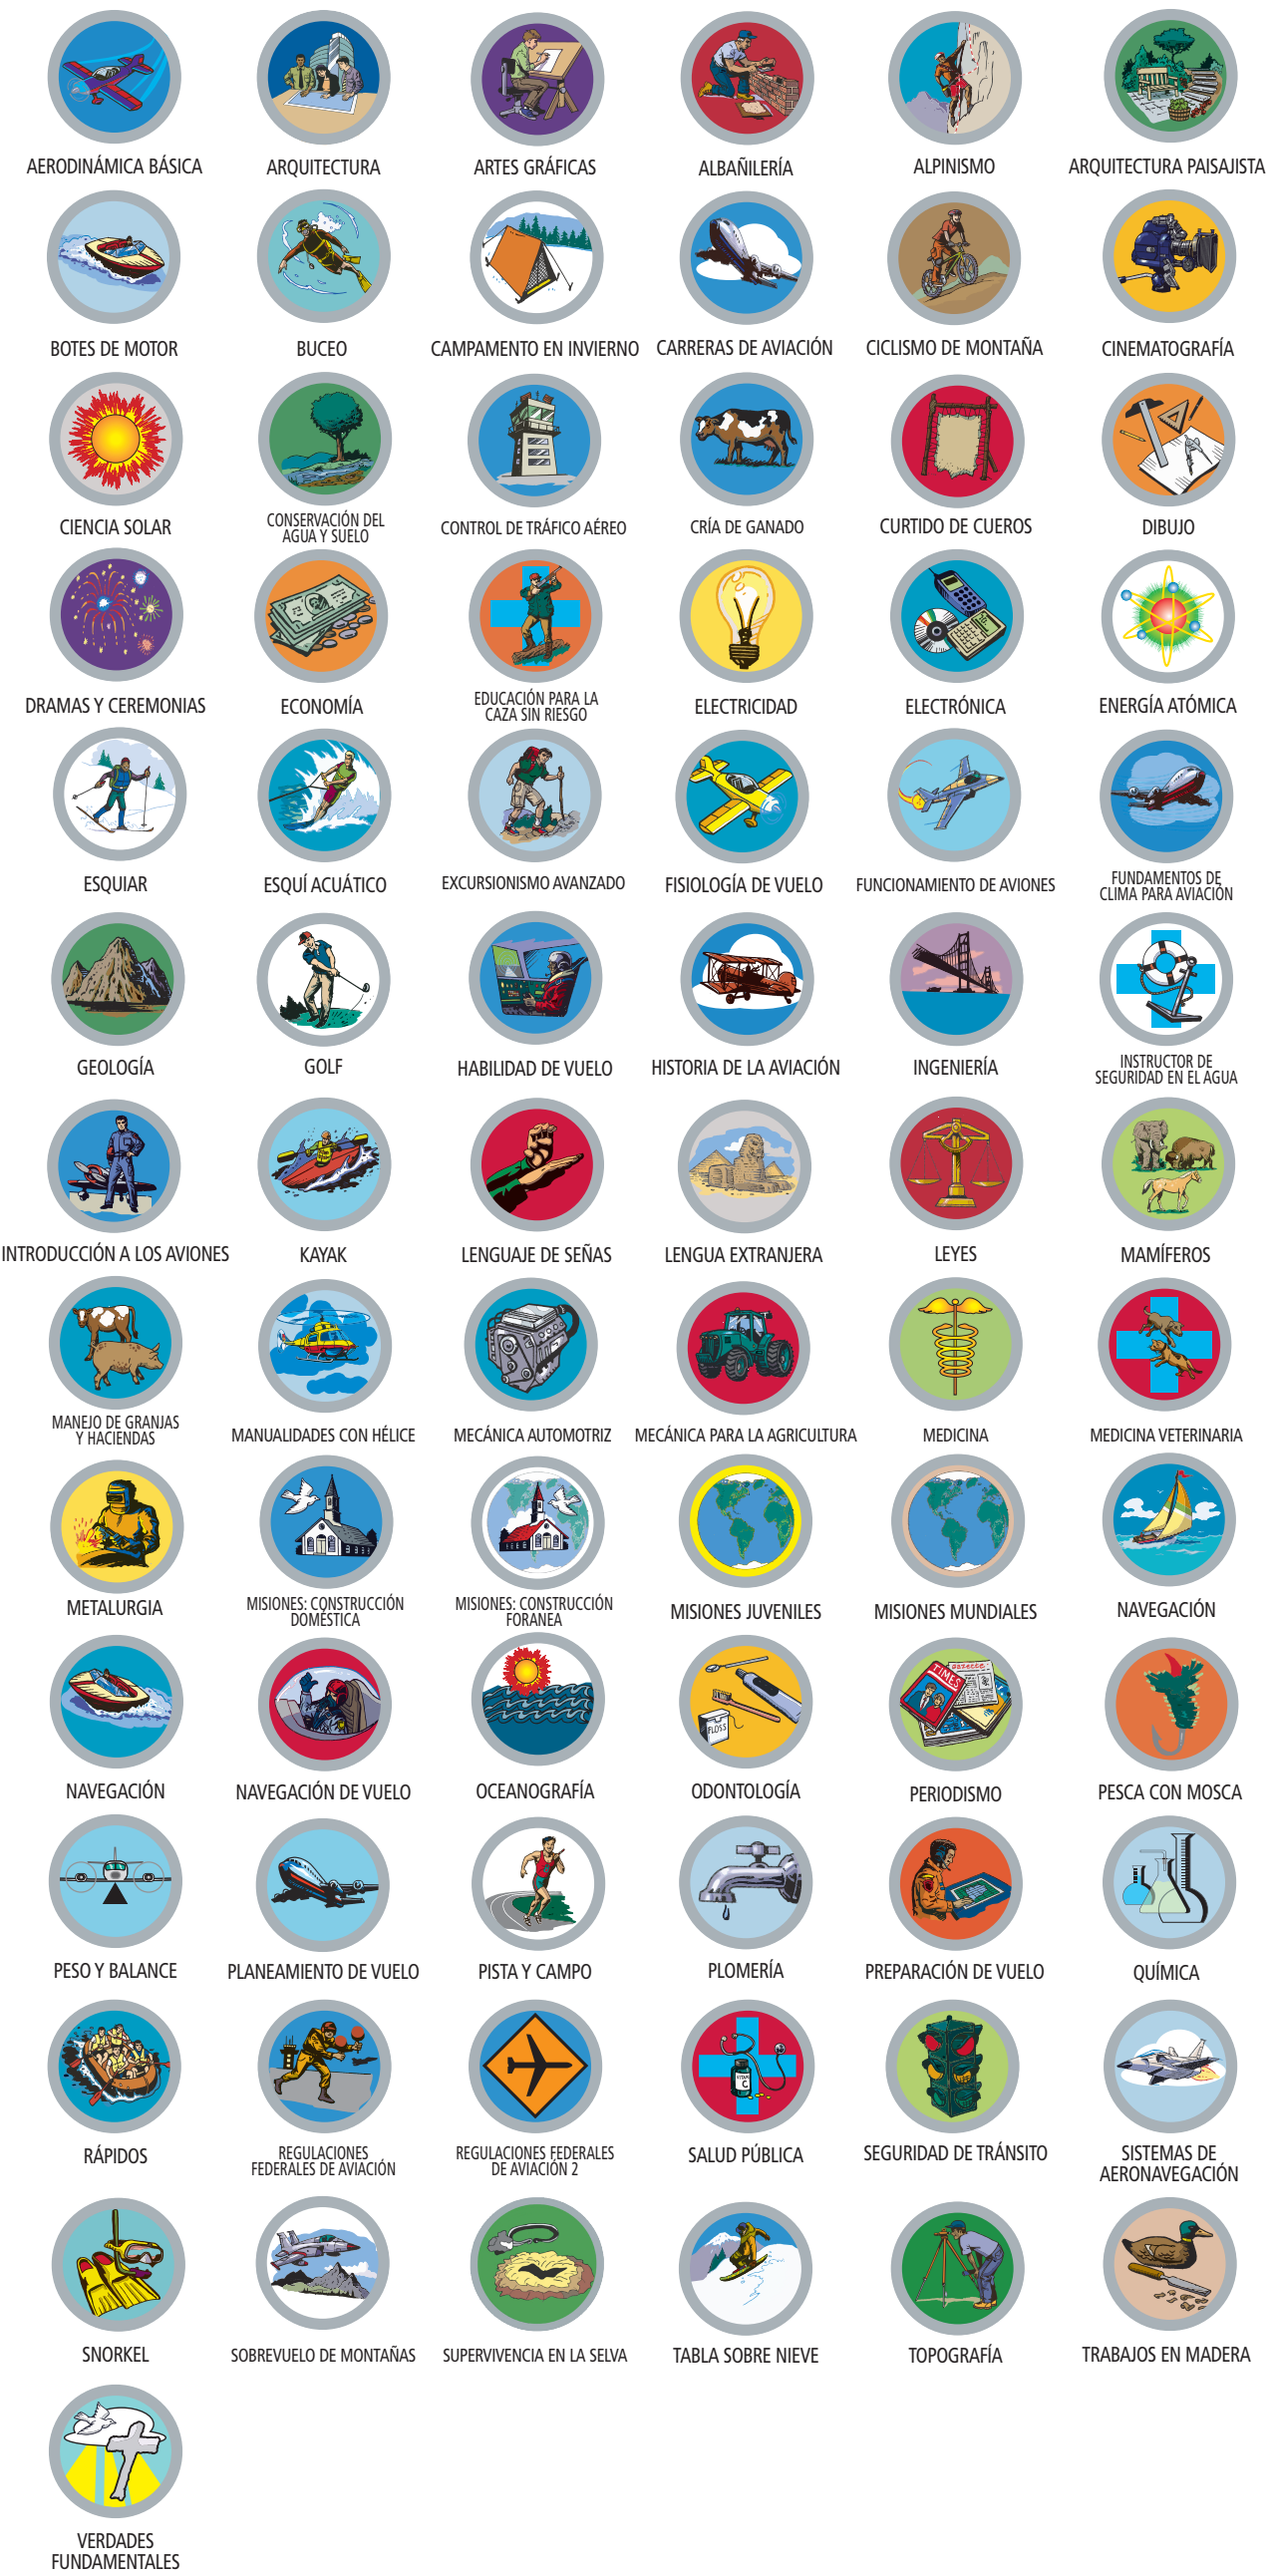 AERODINÁMICA BÁSICA
ARQUITECTURA
ARTES GRÁFICAS
ALBAÑILERÍA
ALPINISMO
ARQUITECTURA PAISAJISTA
BOTES DE MOTOR
BUCEO
CAMPAMENTO EN INVIERNO
CARRERAS DE AVIACIÓN
CICLISMO DE MONTAÑA
CINEMATOGRAFÍA
CIENCIA SOLAR
CONSERVACIÓN DEL
AGUA Y SUELO
CONTROL DE TRÁFICO AÉREO
CRÍA DE GANADO
CURTIDO DE CUEROS
DIBUJO
DRAMAS Y CEREMONIAS
ECONOMÍA
EDUCACIÓN PARA LA
CAZA SIN RIESGO
ELECTRICIDAD
ELECTRÓNICA
ENERGÍA ATÓMICA
ESQUIAR
ESQUÍ ACUÁTICO
EXCURSIONISMO AVANZADO
FISIOLOGÍA DE VUELO
FUNCIONAMIENTO DE AVIONES
FUNDAMENTOS DE
CLIMA PARA AVIACIÓN
GEOLOGÍA
GOLF
HABILIDAD DE VUELO
HISTORIA DE LA AVIACIÓN
INGENIERÍA
INSTRUCTOR DE
SEGURIDAD EN EL AGUA
INTRODUCCIÓN A LOS AVIONES
KAYAK
LENGUAJE DE SEÑAS
LENGUA EXTRANJERA
LEYES
MAMÍFEROS
MANEJO DE GRANJAS
Y HACIENDAS
MANUALIDADES CON HÉLICE
MECÁNICA AUTOMOTRIZ
MECÁNICA PARA LA AGRICULTURA
MEDICINA
MEDICINA VETERINARIA
METALURGIA
MISIONES: CONSTRUCCIÓN
DOMÉSTICA
MISIONES: CONSTRUCCIÓN
FORANEA
MISIONES JUVENILES
MISIONES MUNDIALES
NAVEGACIÓN
FLOSS
TIMES
gazette
NAVEGACIÓN
NAVEGACIÓN DE VUELO
OCEANOGRAFÍA
ODONTOLOGÍA
PERIODISMO
PESCA CON MOSCA
PESO Y BALANCE
PLANEAMIENTO DE VUELO
PISTA Y CAMPO
PLOMERÍA
PREPARACIÓN DE VUELO
QUÍMICA
C
RÁPIDOS
REGULACIONES
FEDERALES DE AVIACIÓN
REGULACIONES FEDERALES
DE AVIACIÓN 2
SALUD PÚBLICA
SEGURIDAD DE TRÁNSITO
SISTEMAS DE
AERONAVEGACIÓN
SNORKEL
SOBREVUELO DE MONTAÑAS
SUPERVIVENCIA EN LA SELVA
TABLA SOBRE NIEVE
TOPOGRAFÍA
TRABAJOS EN MADERA
VERDADES
FUNDAMENTALES